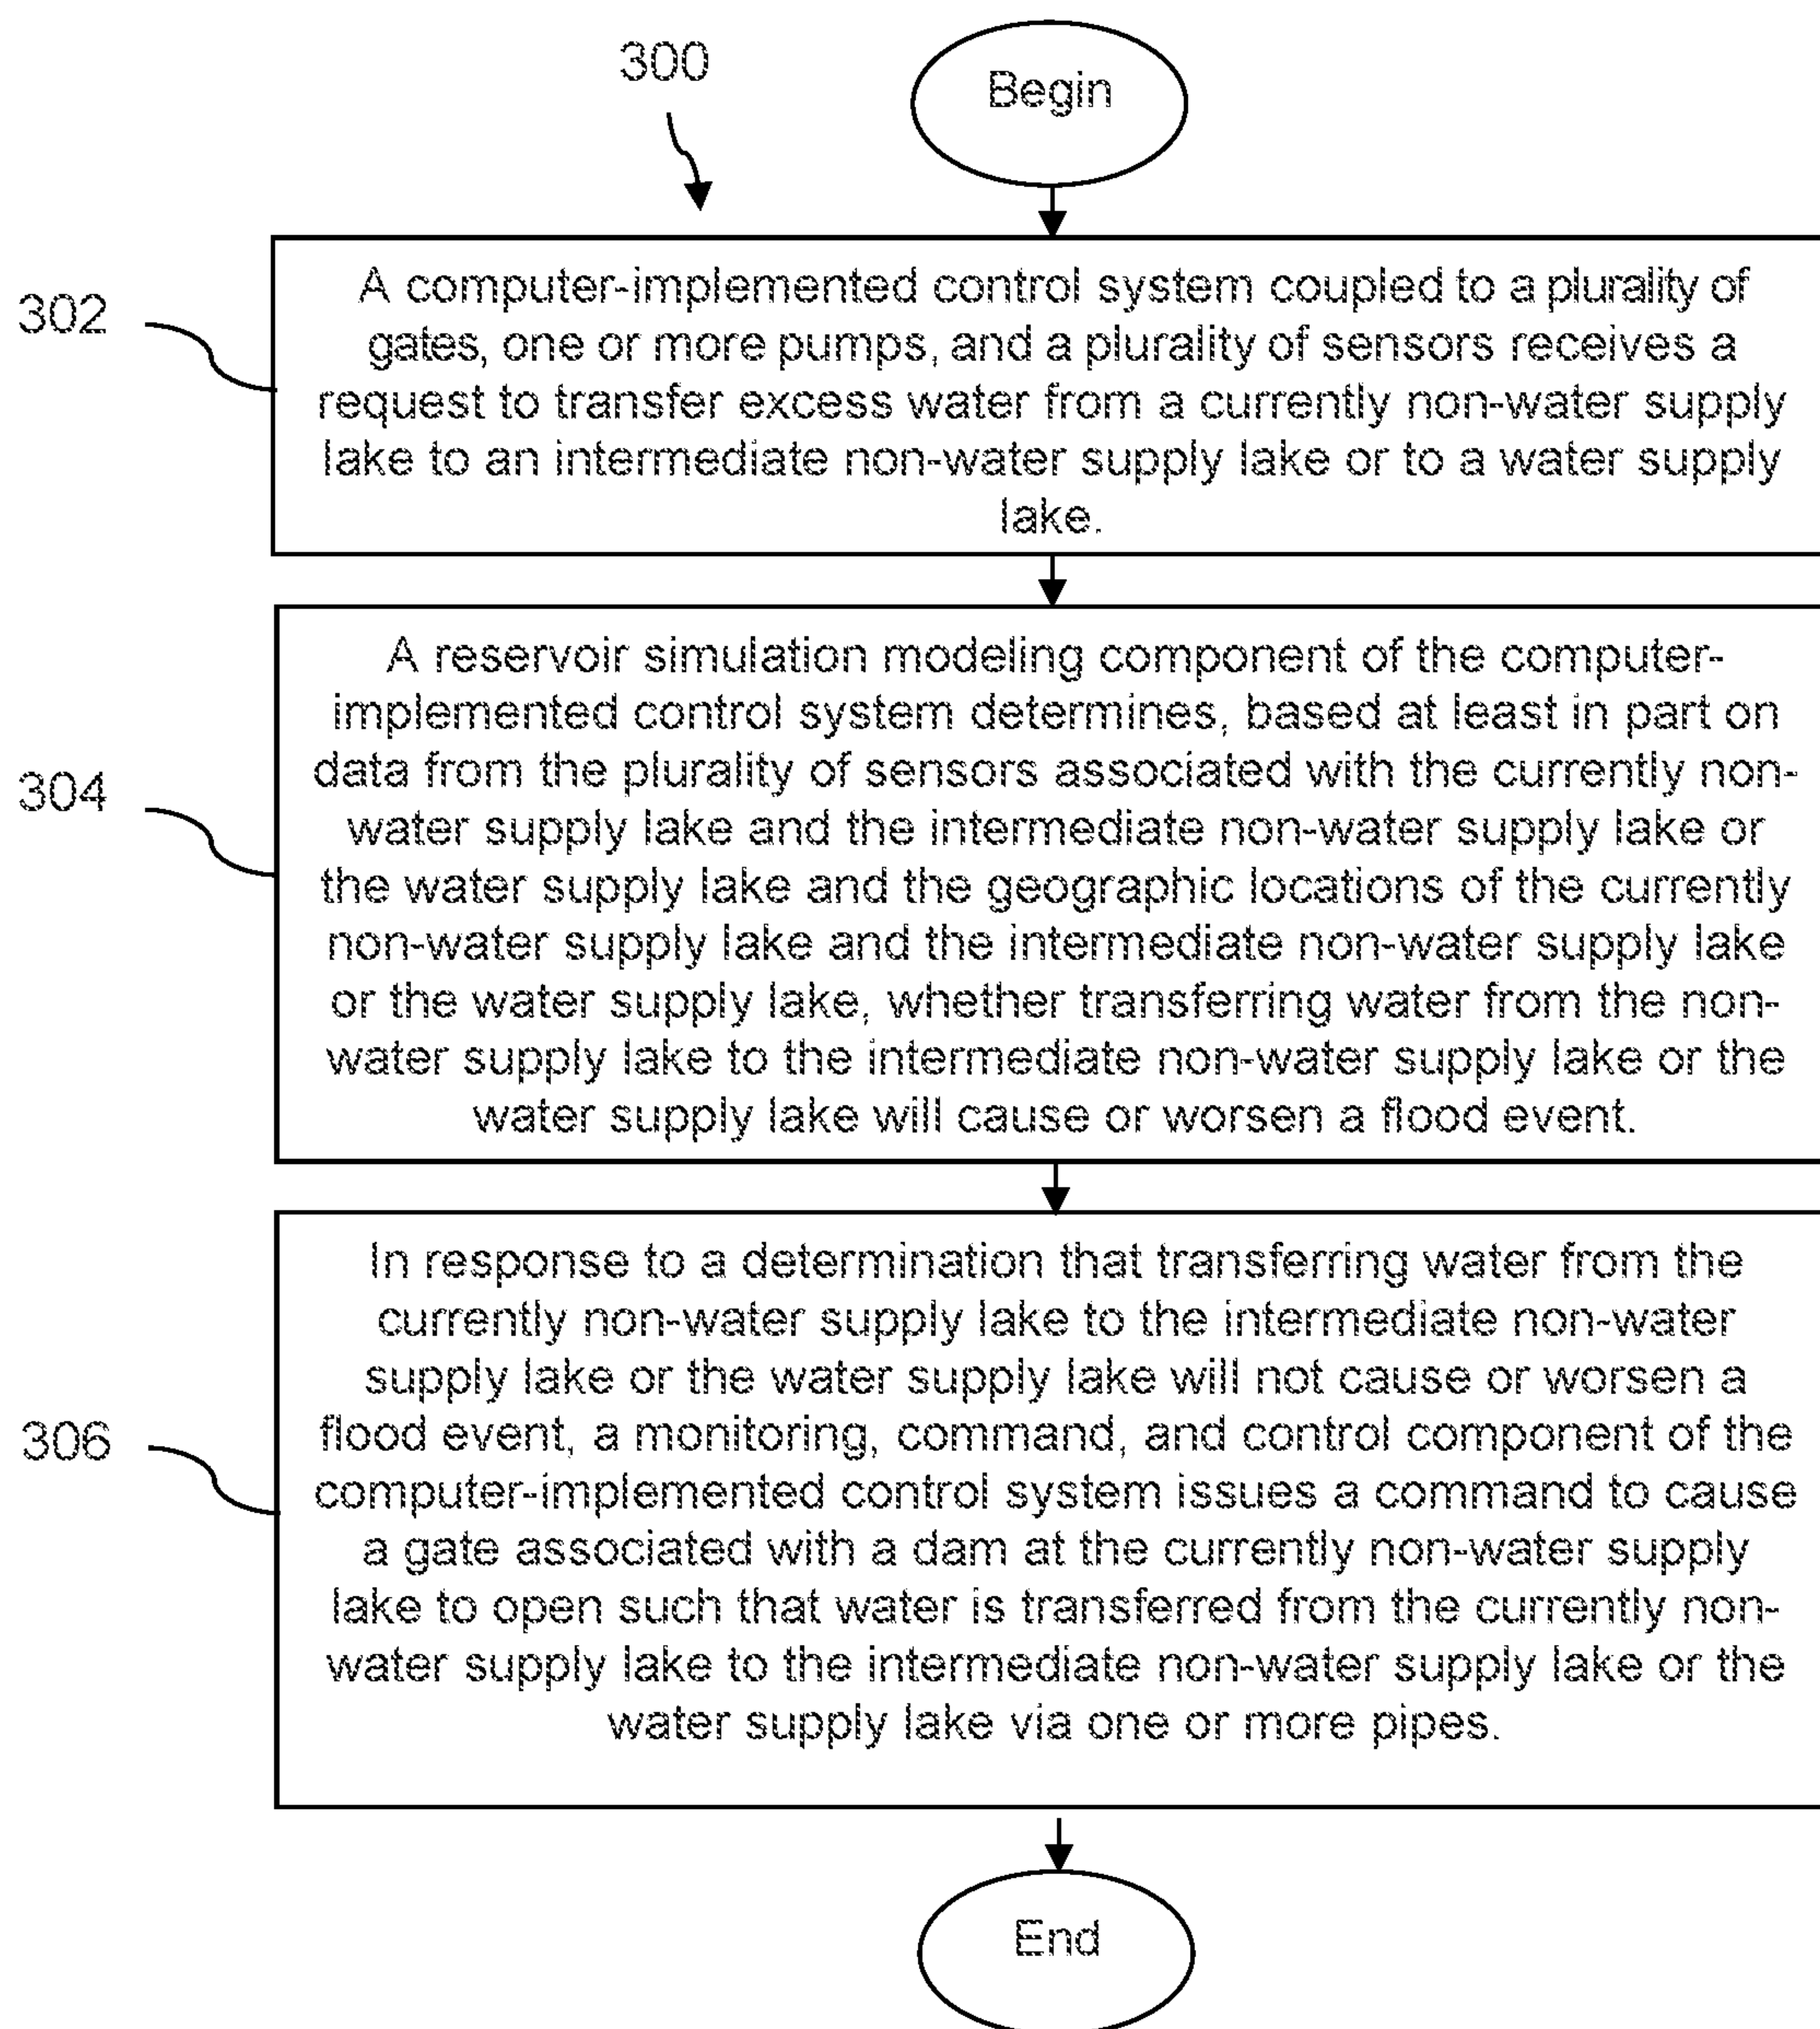 300
Begin
302
A computer-implemented control system coupled to a plurality of
gates, one or more pumps, and a plurality of sensors receives a
request to transfer excess water from a currently non-water supply
lake to an intermediate non-water supply lake or to a water supply
lake.
304
A reservoir simulation modeling component of the computer-
implemented control system determines, based at least in part on
data from the plurality of sensors associated with the currently non-
water supply lake and the intermediate non-water supply lake or
the water supply lake and the geographic locations of the currently
non-water supply lake and the intermediate non-water supply lake
or the water supply lake, whether transferring water from the non-
water supply lake to the intermediate non-water supply lake or the
water supply lake will cause or worsen a flood event.
306
In response to a determination that transferring water from the
currently non-water supply lake to the intermediate non-water
supply lake or the water supply lake will not cause or worsen a
flood event, a monitoring, command, and control component of the
computer-implemented control system issues a command to cause
a gate associated with a dam at the currently non-water supply
lake to open such that water is transferred from the currently non-
water supply lake to the intermediate non-water supply lake or the
water supply lake via one or more pipes.
End